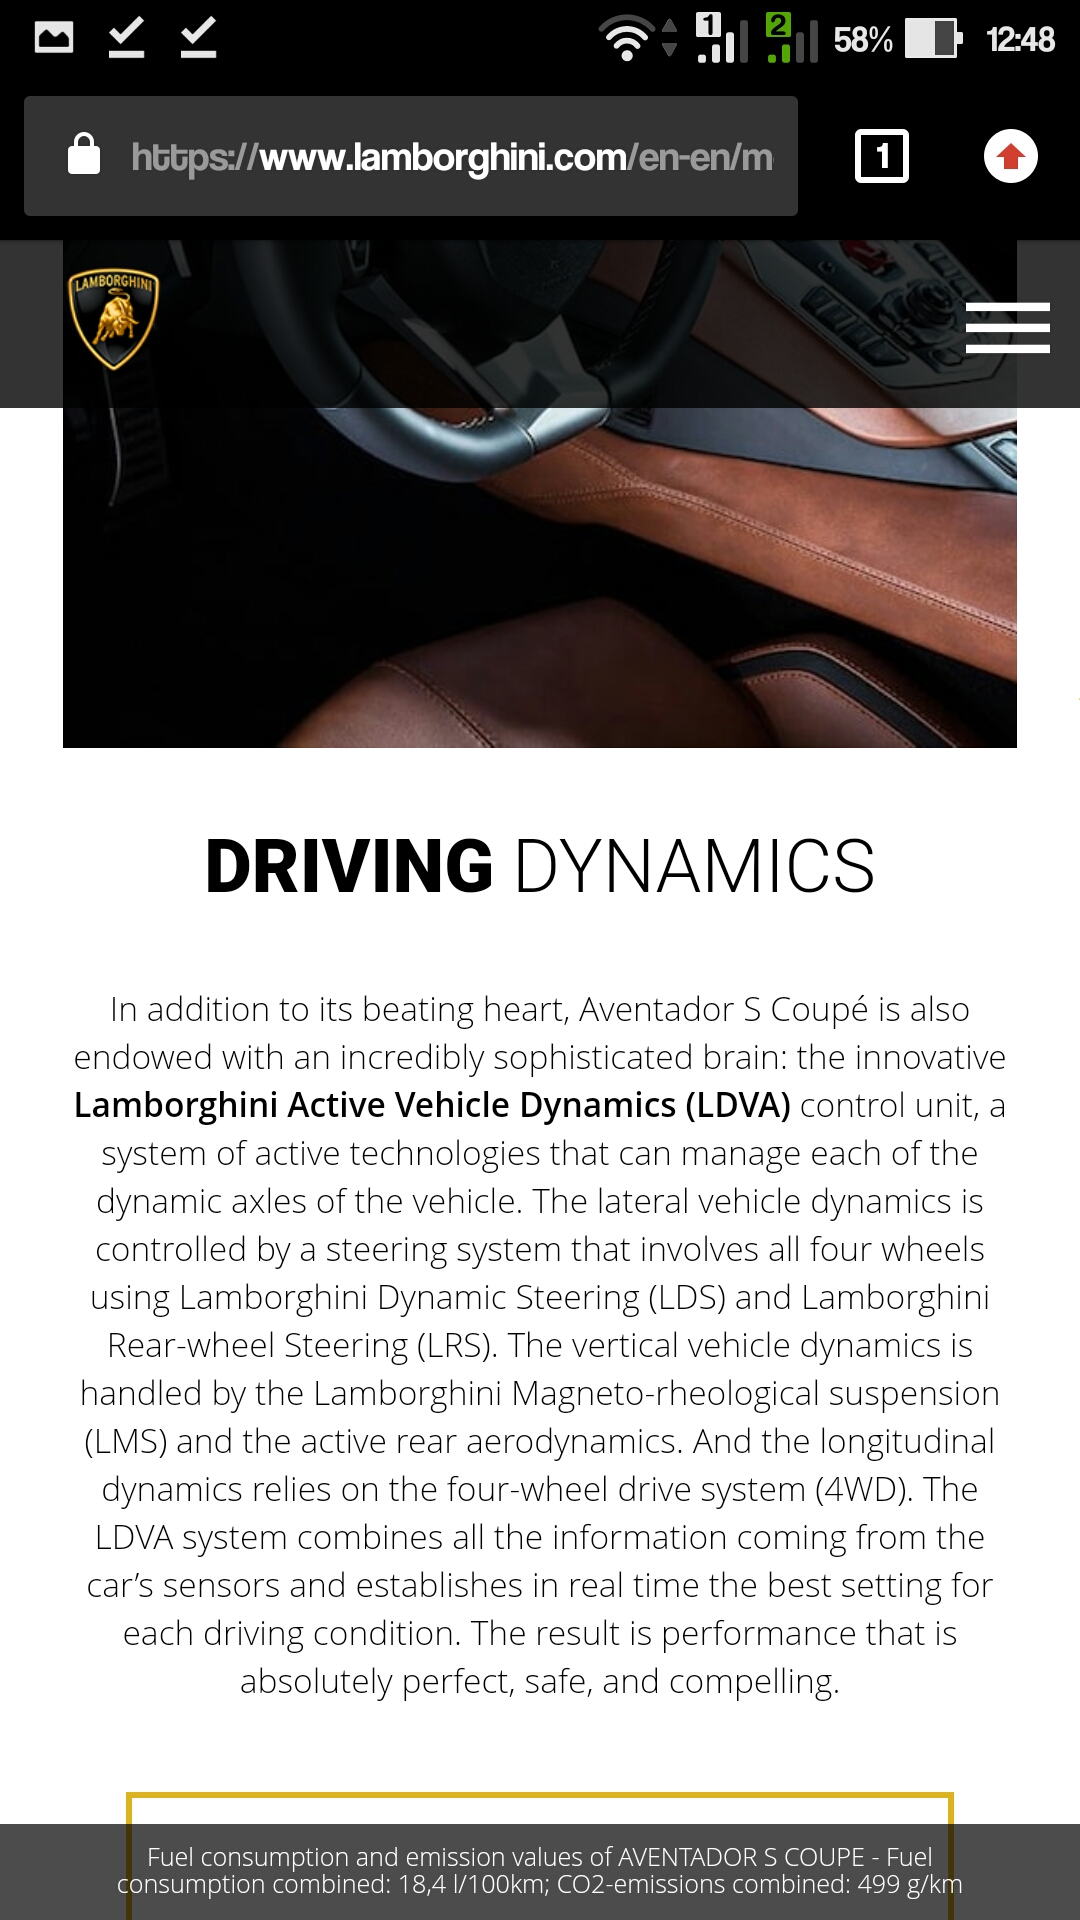 1
2
58%
12:48
https://www.lamborghini.com/en-en/m
1
LAMBORGHINI
DRIVING DYNAMICS
In addition to its beating heart, Aventador S Coupé is also
endowed with an incredibly sophisticated brain: the innovative
Lamborghini Active Vehicle Dynamics (LDVA) control unit, a
system of active technologies that can manage each of the
dynamic axles of the vehicle. The lateral vehicle dynamics is
controlled by a steering system that involves all four wheels
using Lamborghini Dynamic Steering (LDS) and Lamborghini
Rear-wheel Steering (LRS). The vertical vehicle dynamics is
handled by the Lamborghini Magneto-rheological suspension
(LMS) and the active rear aerodynamics. And the longitudinal
dynamics relies on the four-wheel drive system (4WD). The
LDVA system combines all the information coming from the
car’s sensors and establishes in real time the best setting for
each driving condition. The result is performance that is
absolutely perfect, safe, and compelling.
Fuel consumption and emission values of AVENTADOR S COUPE - Fuel
consumption combined: 18,4 l/100km; CO2-emissions combined: 499 g/km